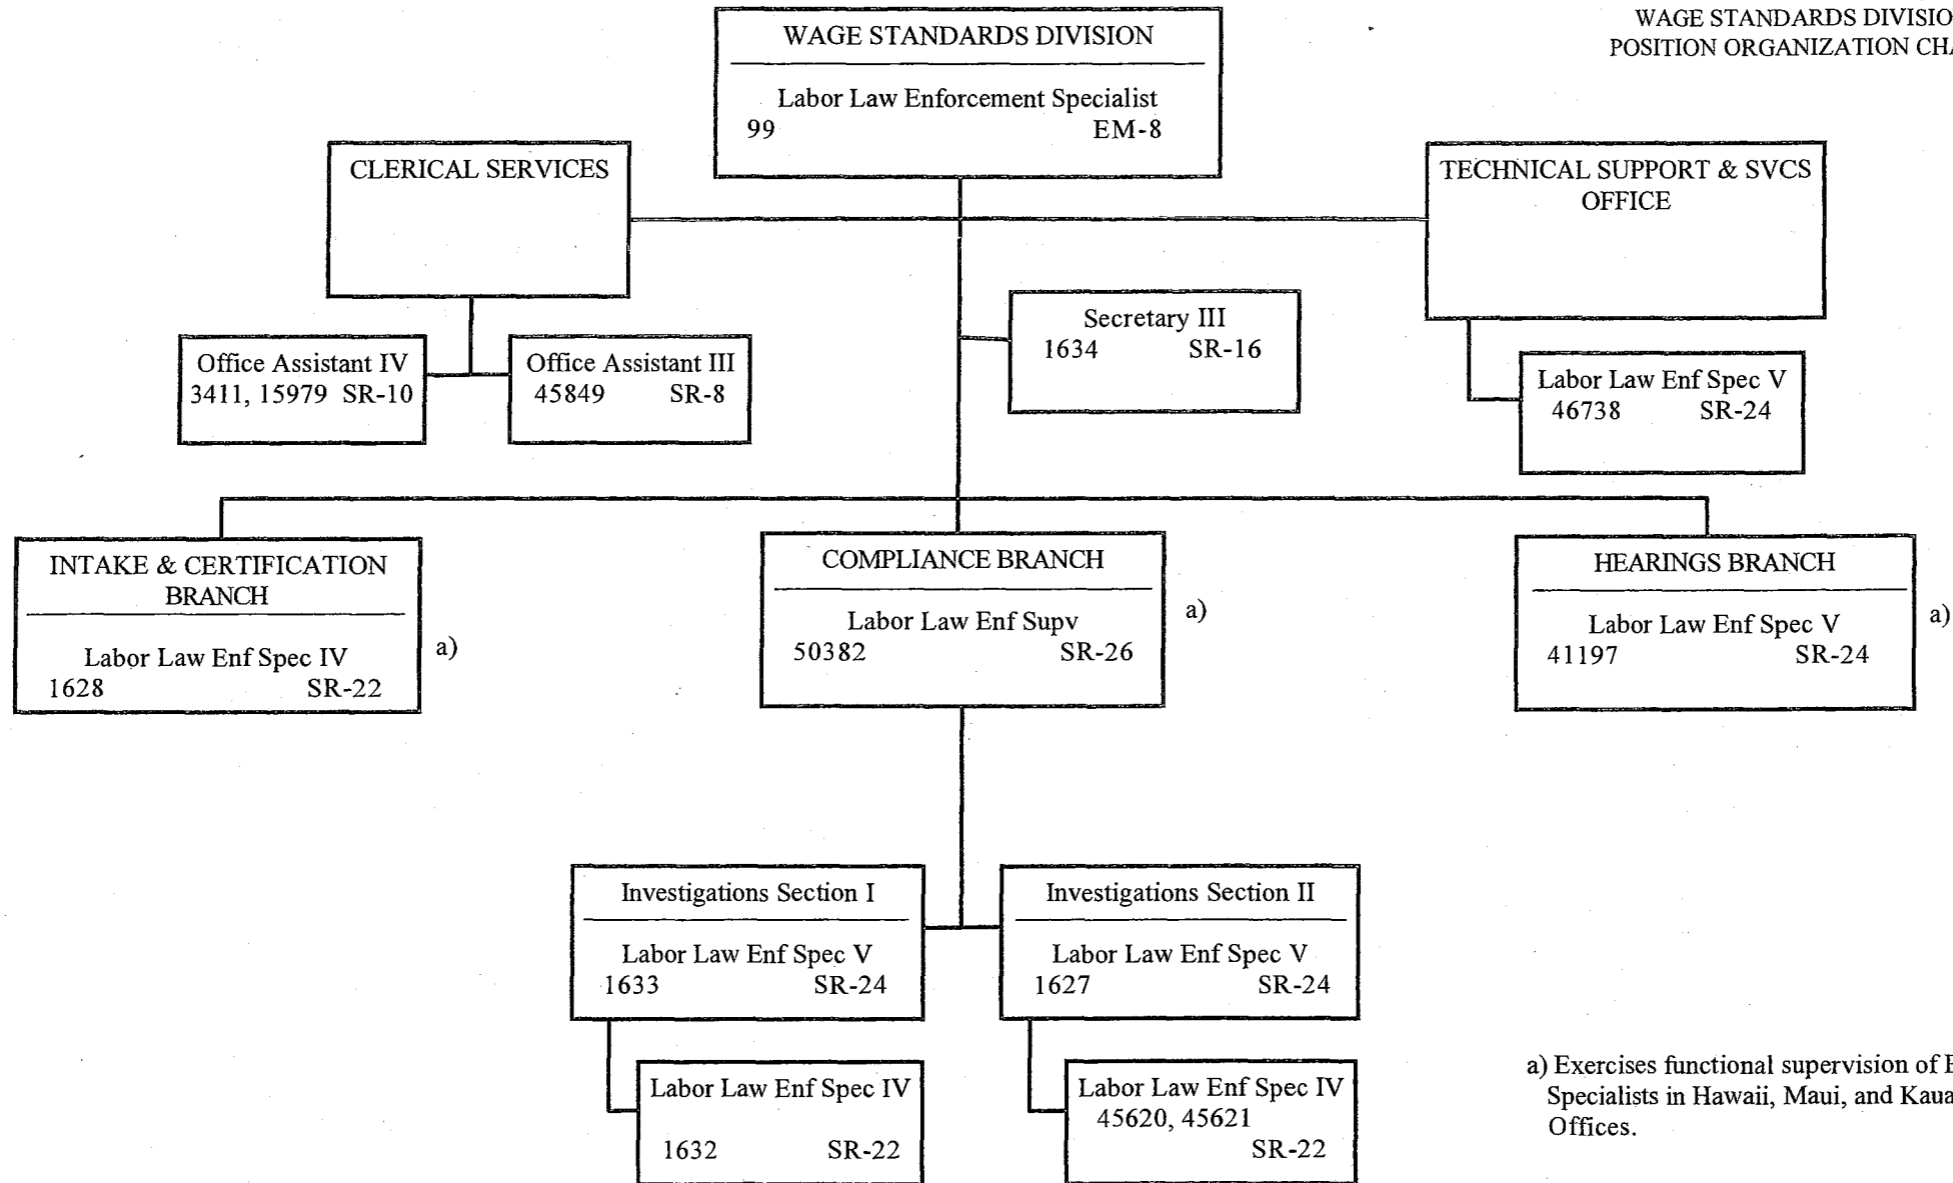 WAGE STANDARDS DIVISIO
POSITION ORGANIZATION CHA
WAGE STANDARDS DIVISION
Labor Law Enforcement Specialist
99 EM-8
CLERICAL SERVICES
TECHNICAL SUPPORT & SVCS
OFFICE
Secretary III
1634 SR-16
Office Assistant IV
3411, 15979 SR-10
Office Assistant III
45849 SR-8
Labor Law Enf Spec V
46738 SR-24
INTAKE & CERTIFICATION
BRANCH
Labor Law Enf Spec IV
1628 SR-22
a)
COMPLIANCE BRANCH
Labor Law Enf Supv
50382 SR-26
a)
HEARINGS BRANCH
Labor Law Enf Spec V
41197 SR-24
a)
Investigations Section I
Labor Law Enf Spec V
1633 SR-24
Investigations Section II
Labor Law Enf Spec V
1627 SR-24
Labor Law Enf Spec IV
1632 SR-22
Labor Law Enf Spec IV
45620, 45621
SR-22
a) Exercises functional supervision of E
Specialists in Hawaii, Maui, and Kaua
Offices.